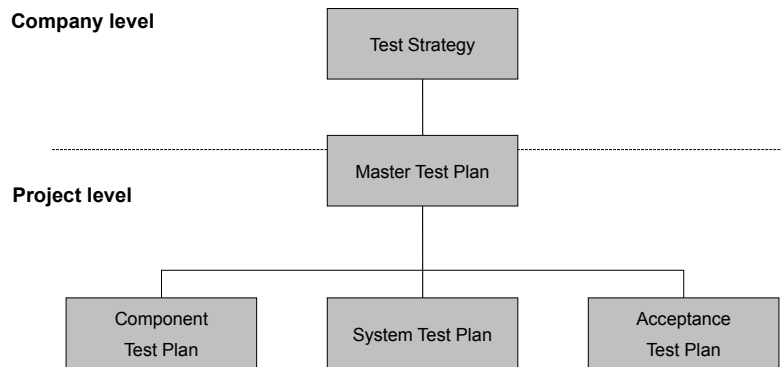 Company level
Test Strategy
Master Test Plan
Project level
Component
Test Plan
System Test Plan
Acceptance
Test Plan